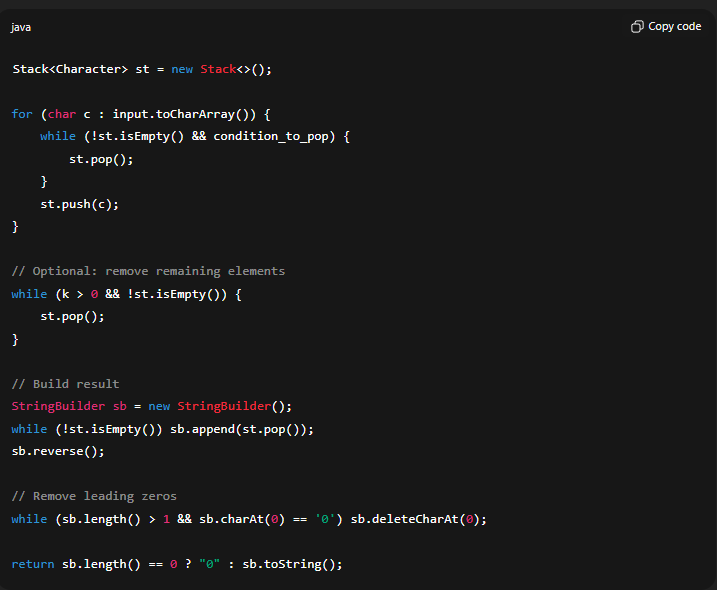 java
Copy code
Stack<Character> st = new Stack<>();
for (char c : input.toCharArray()) {
    while (!st.isEmpty() && condition_to_pop) {
        st.pop();
    }
    st.push(c);
}
// Optional: remove remaining elements
while (k > 0 && !st.isEmpty()) {
    st.pop();
}
// Build result
StringBuilder sb = new StringBuilder();
while (!st.isEmpty()) sb.append(st.pop());
sb.reverse();
// Remove leading zeros
while (sb.length() > 1 && sb.charAt(0) == '0') sb.deleteCharAt(0);
return sb.length() == 0 ? "0" : sb.toString();